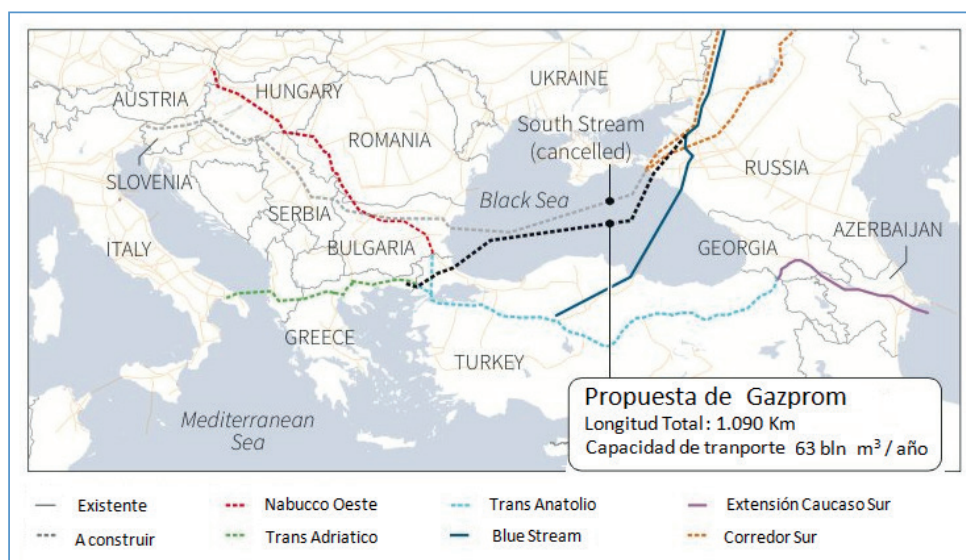 UKRAINE
HUNGARY
AUSTRIA
ROMANIA
South Stream
(cancelled)
RUSSIA
SLOVENIA
Black Sea
SERBIA
AZERBAIJAN
ITALY
BULGARIA
GEORGIA
GREECE
TURKEY
Mediterranean
Sea
Propuesta de Gazprom
Longitud Total : 1.090 Km
Capacidad de tranporte 63 bln m³ / año
Existente
Nabucco Oeste
Trans Anatolio
Extensión Caucaso Sur
A construir
Trans Adriatico
Blue Stream
Corredor Sur